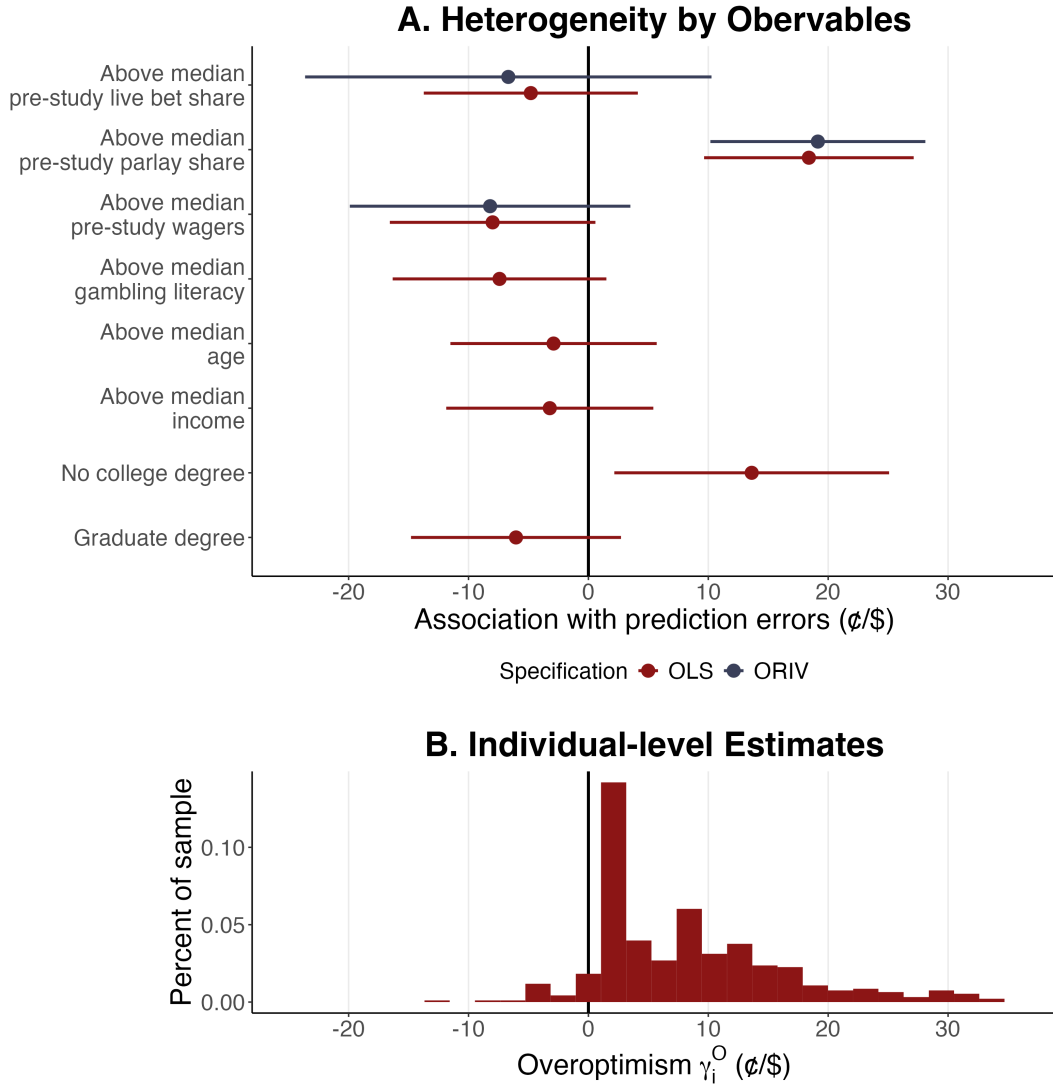 A. Heterogeneity by Obervables
Above median
pre-study live bet share
Above median
pre-study parlay share
Above median
pre-study wagers
Above median
gambling literacy
Above median
age
Above median
income
No college degree
Graduate degree
-20 -10 0 10 20 30
Association with prediction errors (¢/$)
Specification OLS ORIV
B. Individual-level Estimates
Percent of sample
0.10
0.05
0.00
-20 -10 0 10 20 30
Overoptimism γᵢᴼ (¢/$)